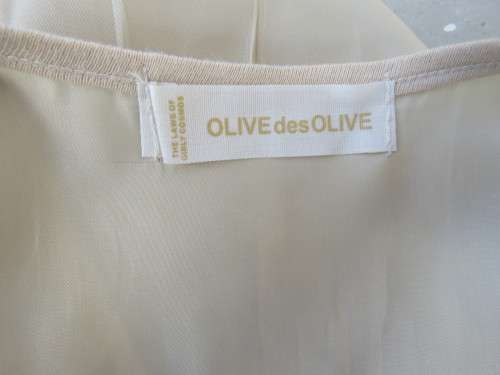 THE LAWS OF
GIRLY COSMOS
OLIVE des OLIVE